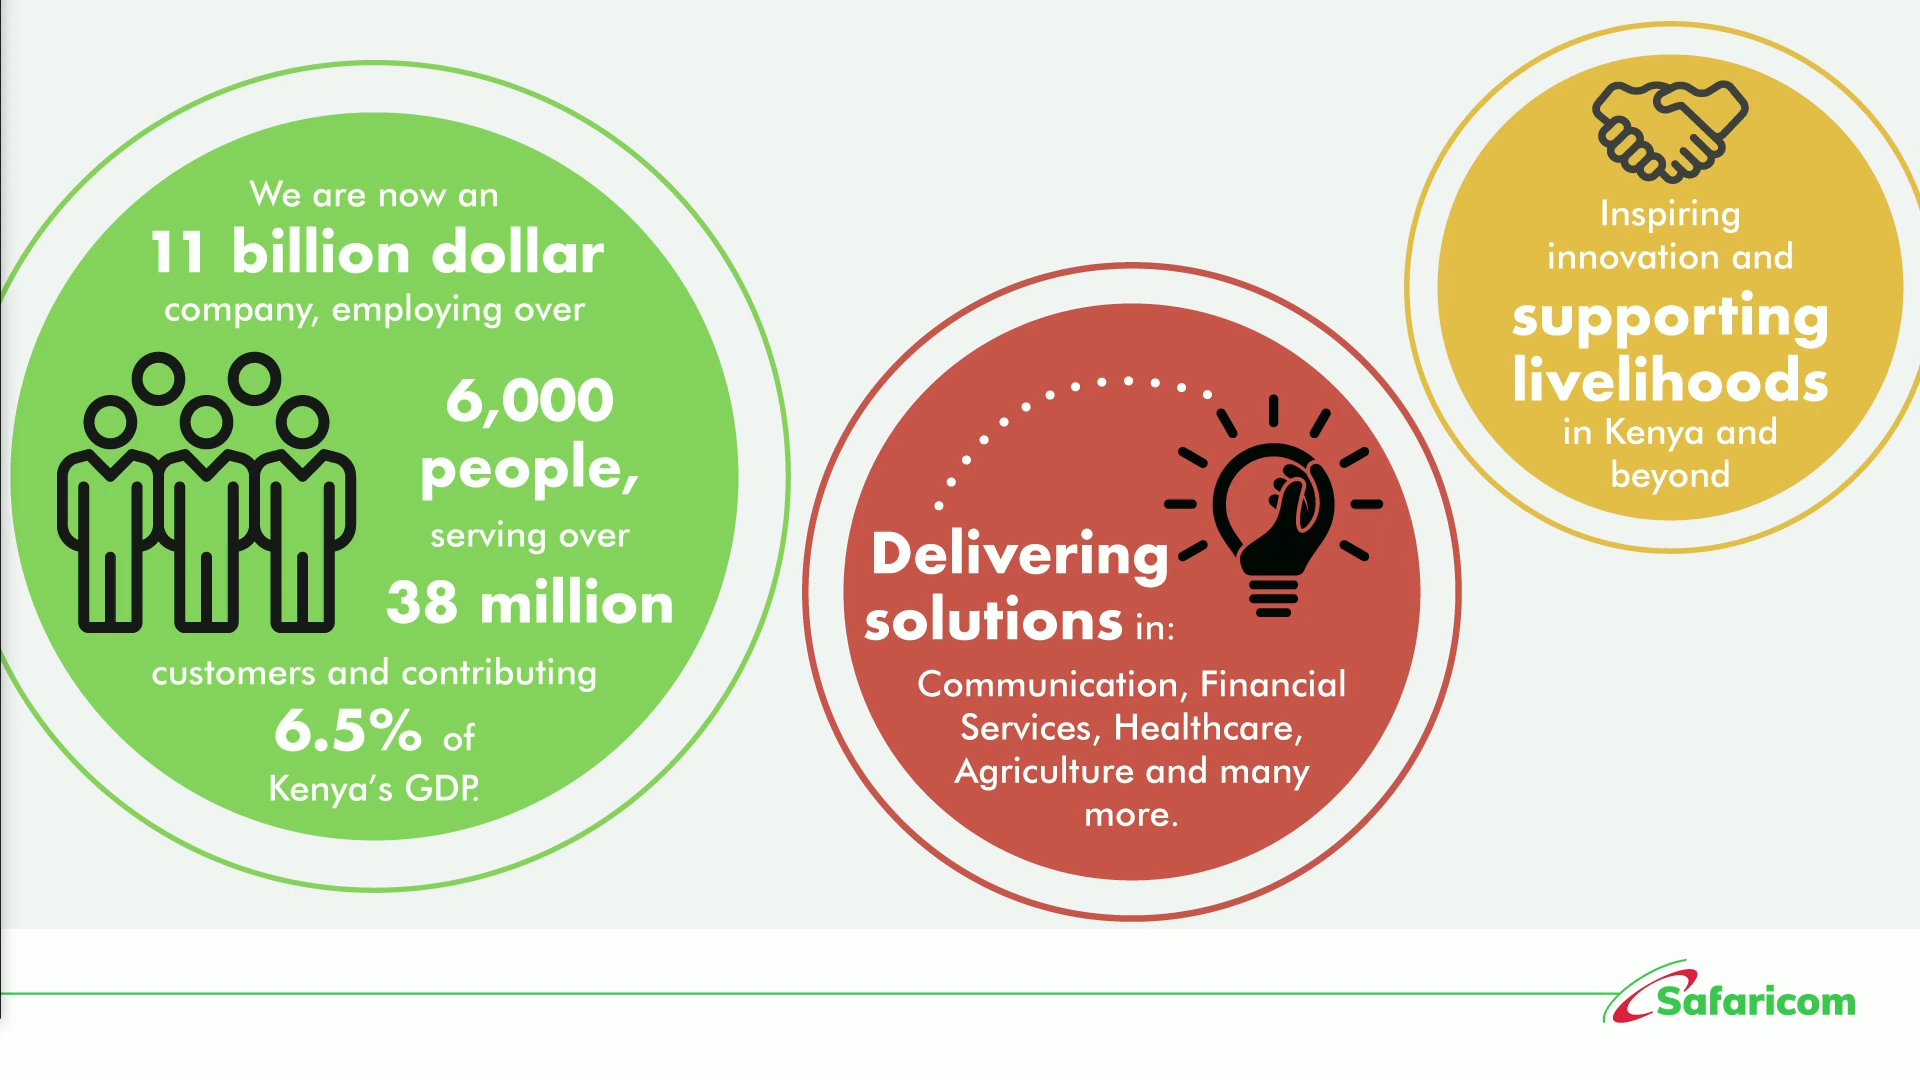 We are now an
11 billion dollar
company, employing over
6,000
people,
serving over
38 million
customers and contributing
6.5% of
Kenya's GDP.
Delivering
solutions in:
Communication, Financial
Services, Healthcare,
Agriculture and many
more.
Inspiring
innovation and
supporting
livelihoods
in Kenya and
beyond
Safaricom